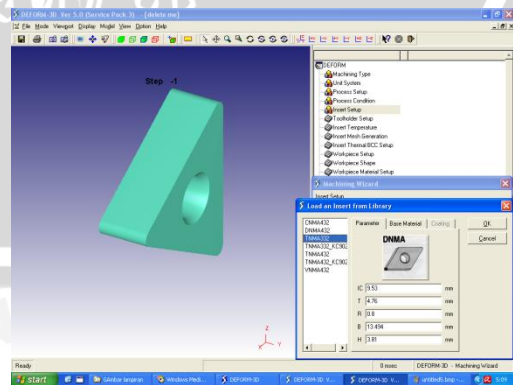 DEFORM-3D Ver 5.0 (Service Pack 3) [delete me]
File Mode Viewport Display Model View Option Help
Step -1
DEFORM
Machining Type
Unit System
Process Setup
Process Condition
Insert Setup
Toolholder Setup
Insert Temperature
Insert Mesh Generation
Insert Thermal BCC Setup
Workpiece Setup
Workpiece Shape
Workpiece Material Setup
Machining Wizard
Insert Setup
Load an Insert from Library
CNMA432
DNMA432
TNMA332
TNMA332_KC902
TNMA432
TNMA432_KC902
VNMA432
Parameter Base Material Coating
OK
Cancel
DNMA
IC 9.53 mm
T 4.76 mm
R 0.8 mm
B 13.494 mm
H 3.81 mm
Z
X Y
Ready
0 msec DEFORM-3D - Machining Wizard
start
GAmbar lampiran
Windows Medi...
DEFORM-3D
DEFORM-3D V...
DEFORM-3D V...
untitled5.bmp - ...